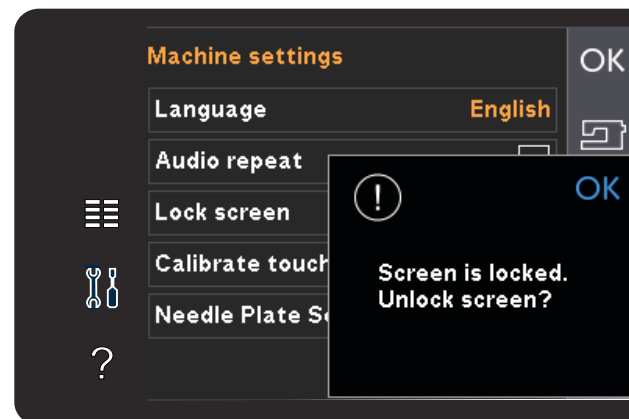 Machine settings
OK
Language English
Audio repeat
OK
Lock screen
Calibrate touch
Screen is locked.
Unlock screen?
Needle Plate
?